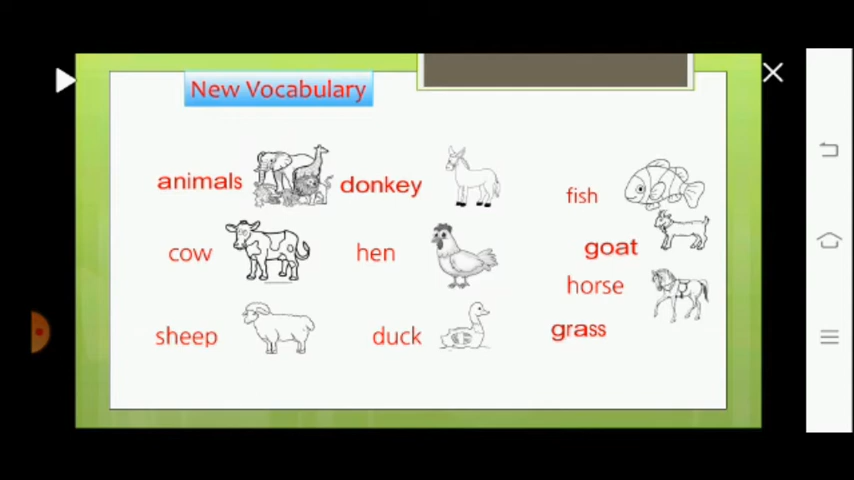 New Vocabulary
animals
donkey
fish
cow
hen
goat
horse
sheep
duck
grass